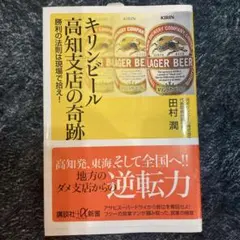 キリンビール
高知支店の奇跡
勝利の法則は現場で拾え!
田村 潤
KIRIN
LAGER BEER
LAGER BEER
高知発、東海、そして全国へ!!
地方の
ダメ支店からの
逆転力
講談社+α新書